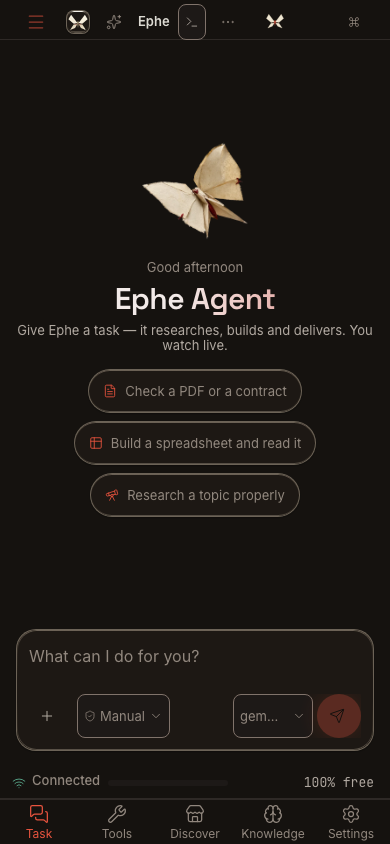 Ephe
Good afternoon
Ephe Agent
Give Ephe a task — it researches, builds and delivers. You
watch live.
Check a PDF or a contract
Build a spreadsheet and read it
Research a topic properly
What can I do for you?
Manual
gem...
Connected
100% free
Task
Tools
Discover
Knowledge
Settings